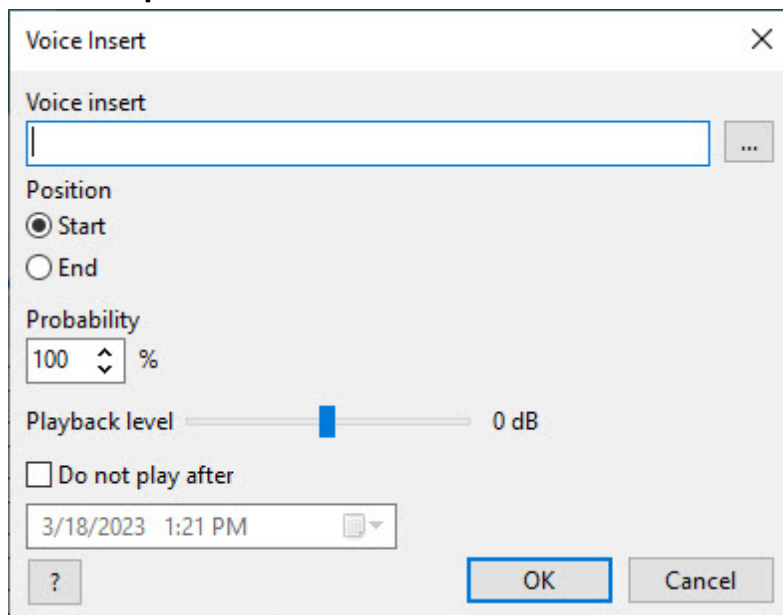 Voice Insert
Voice insert
...
Position
Start
End
Probability
100 %
Playback level 0 dB
Do not play after
3/18/2023 1:21 PM
? OK Cancel